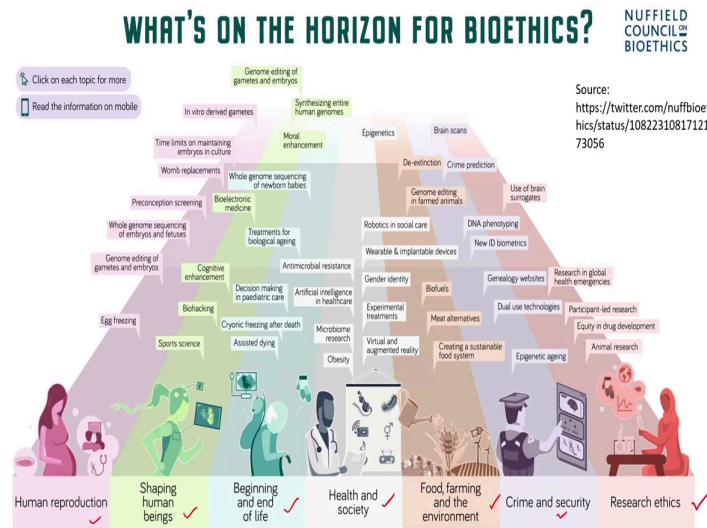 WHAT'S ON THE HORIZON FOR BIOETHICS?
NUFFIELD
COUNCIL ON
BIOETHICS
Click on each topic for more
Read the information on mobile
Source:
https://twitter.com/nuffbioet
hics/status/10822310817121
73056
Genome editing of
gametes and embryos
Synthesizing entire
human genomes
In vitro derived gametes
Moral
enhancement
Epigenetics
Brain scans
Time limits on maintaining
embryos in culture
De-extinction
Crime prediction
Womb replacements
Whole genome sequencing
of newborn babies
Genome editing
in farmed animals
Use of brain
surrogates
Preconception screening
Bioelectronic
medicine
Whole genome sequencing
of embryos and fetuses
Treatments for
biological ageing
Robotics in social care
DNA phenotyping
New ID biometrics
Wearable & implantable devices
Genome editing of
gametes and embryos
Cognitive
enhancement
Antimicrobial resistance
Gender identity
Genealogy websites
Research in global
health emergencies
Decision making
in paediatric care
Artificial intelligence
in healthcare
Biofuels
Biohacking
Experimental
treatments
Dual use technologies
Participant-led research
Egg freezing
Cryonic freezing after death
Meat alternatives
Equity in drug development
Microbiome
research
Sports science
Assisted dying
Virtual and
augmented reality
Creating a sustainable
food system
Animal research
Obesity
Epigenetic ageing
Human reproduction
Shaping
human
beings
Beginning
and end
of life
Health and
society
Food, farming
and the
environment
Crime and security
Research ethics